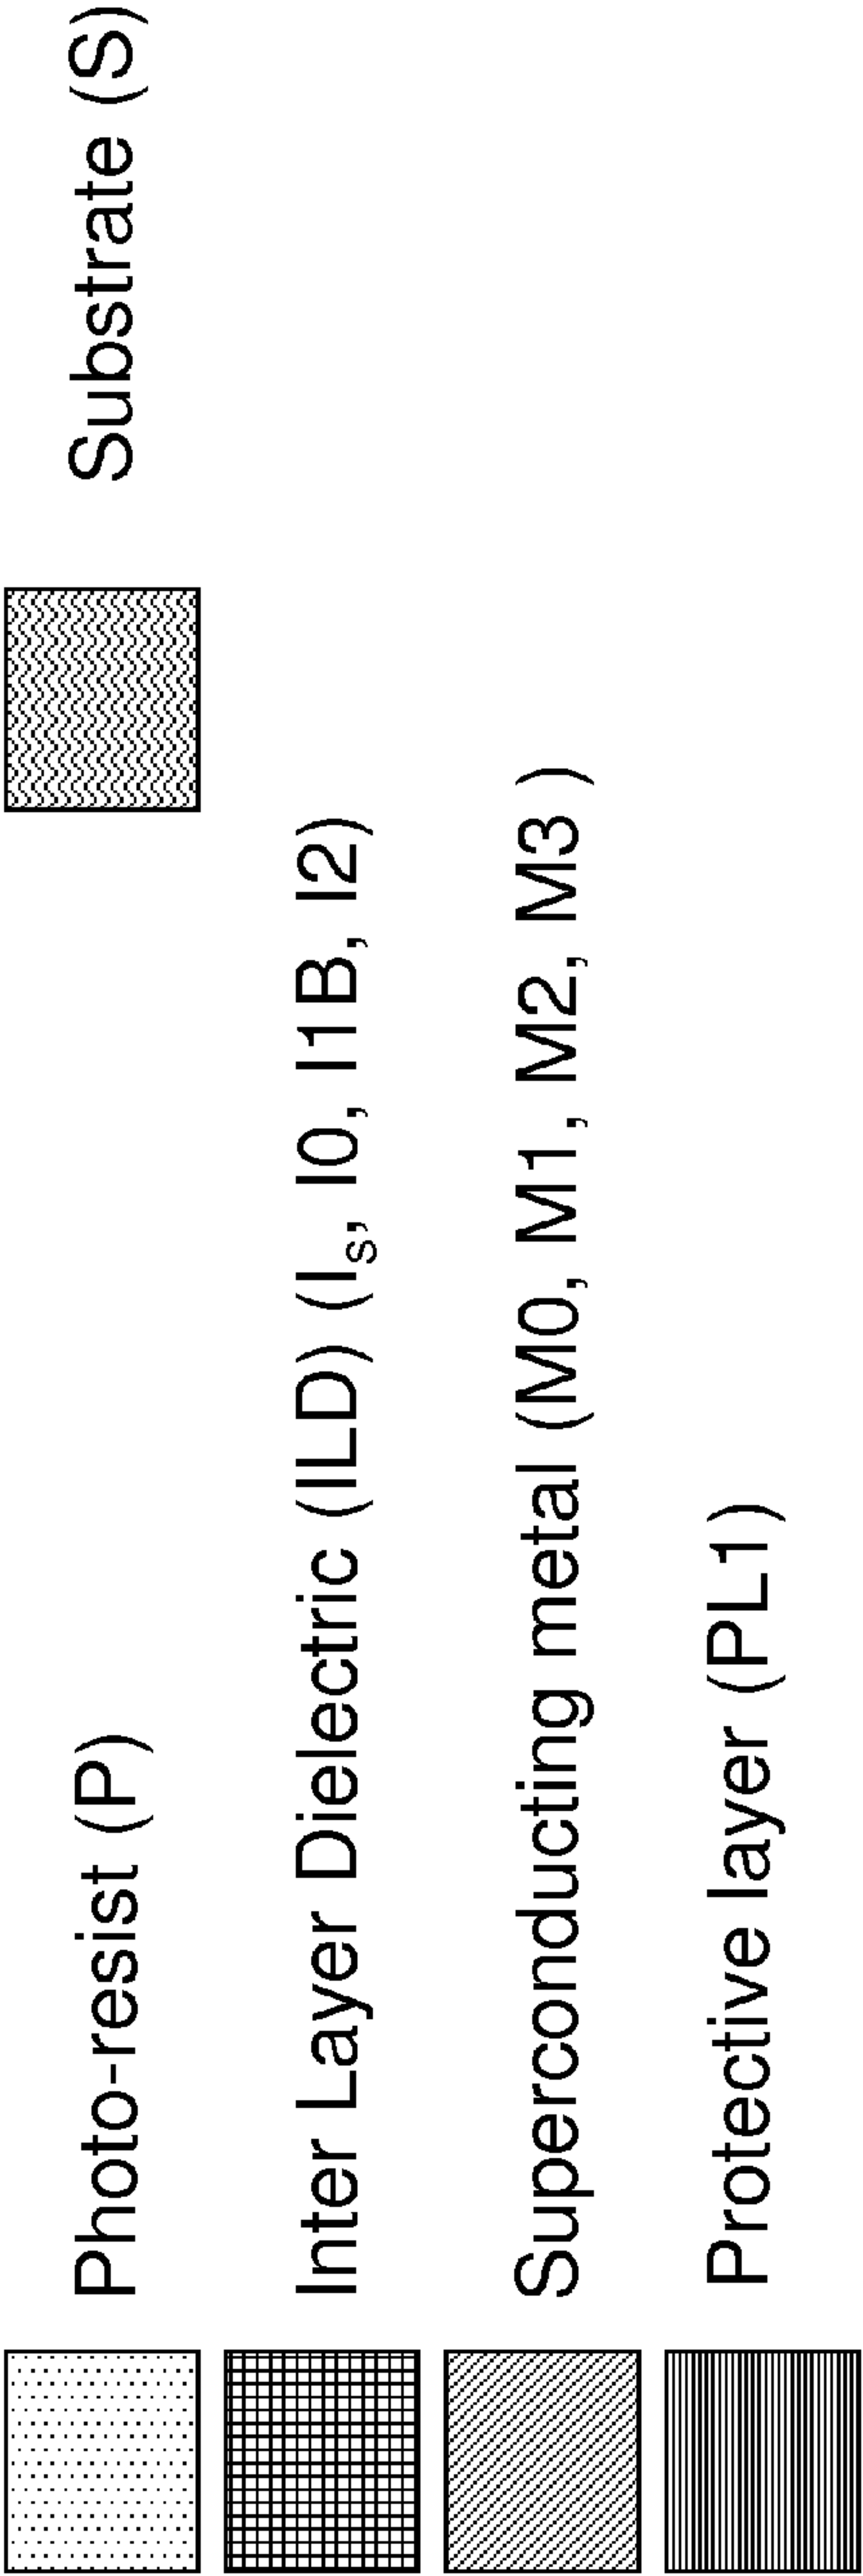 Photo-resist (P)
Substrate (S)
Inter Layer Dielectric (ILD) (Is, I0, I1B, I2)
Superconducting metal (M0, M1, M2, M3 )
Protective layer (PL1)